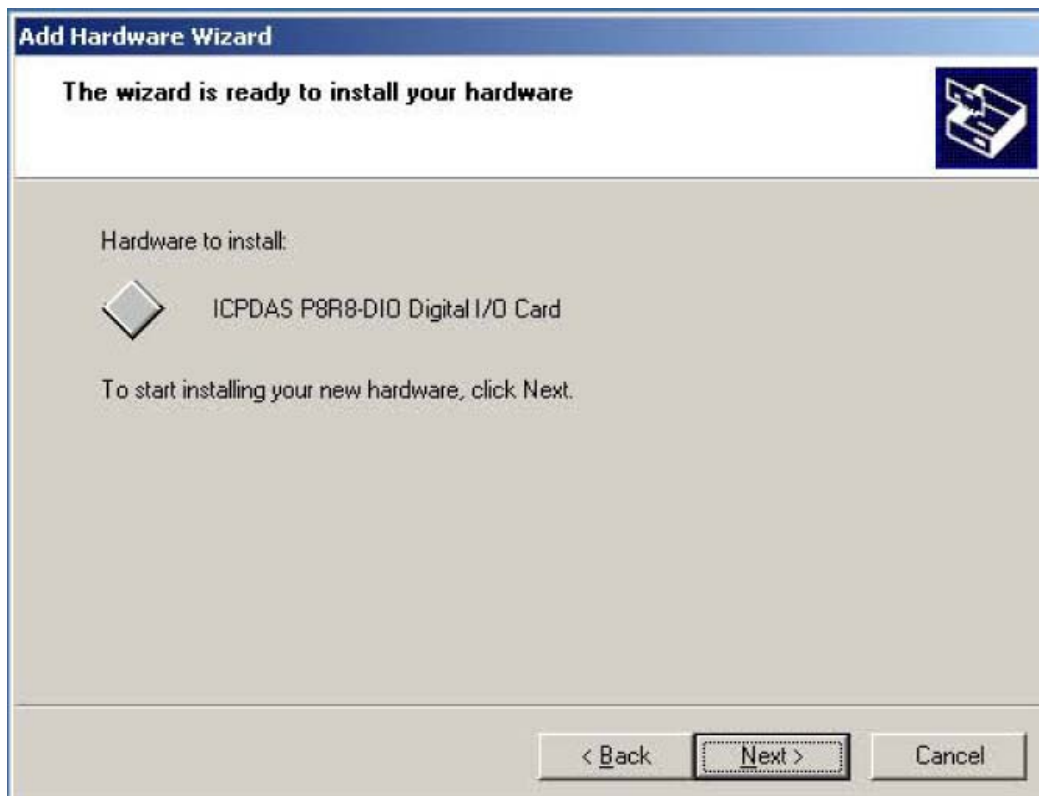 Add Hardware Wizard
The wizard is ready to install your hardware
Hardware to install:
ICPDAS P8R8-DIO Digital I/O Card
To start installing your new hardware, click Next.
< Back
Next >
Cancel